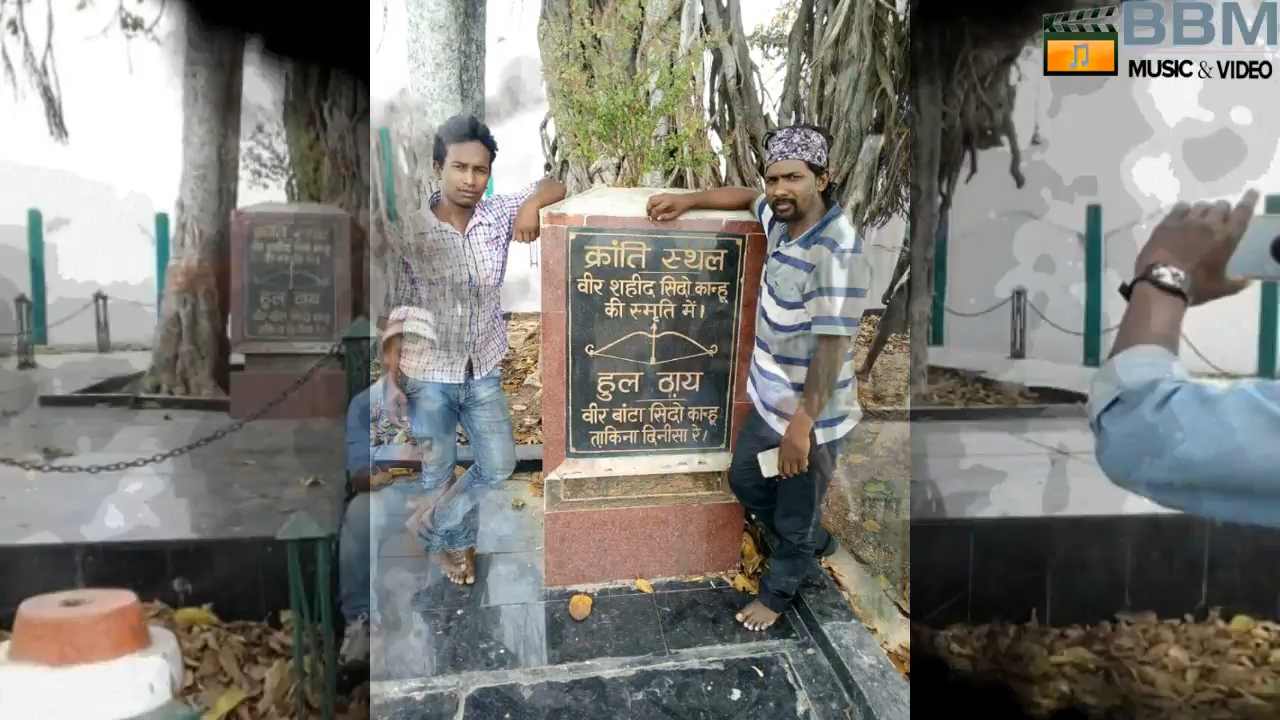 BBM
MUSIC & VIDEO
क्रांति स्थल
वीर शहीद सिदो कान्हू
की स्मृति में।
हुल ठ़ाय
वीर बांटा सिदो कान्हू
ताकिना दिनीसा रे।